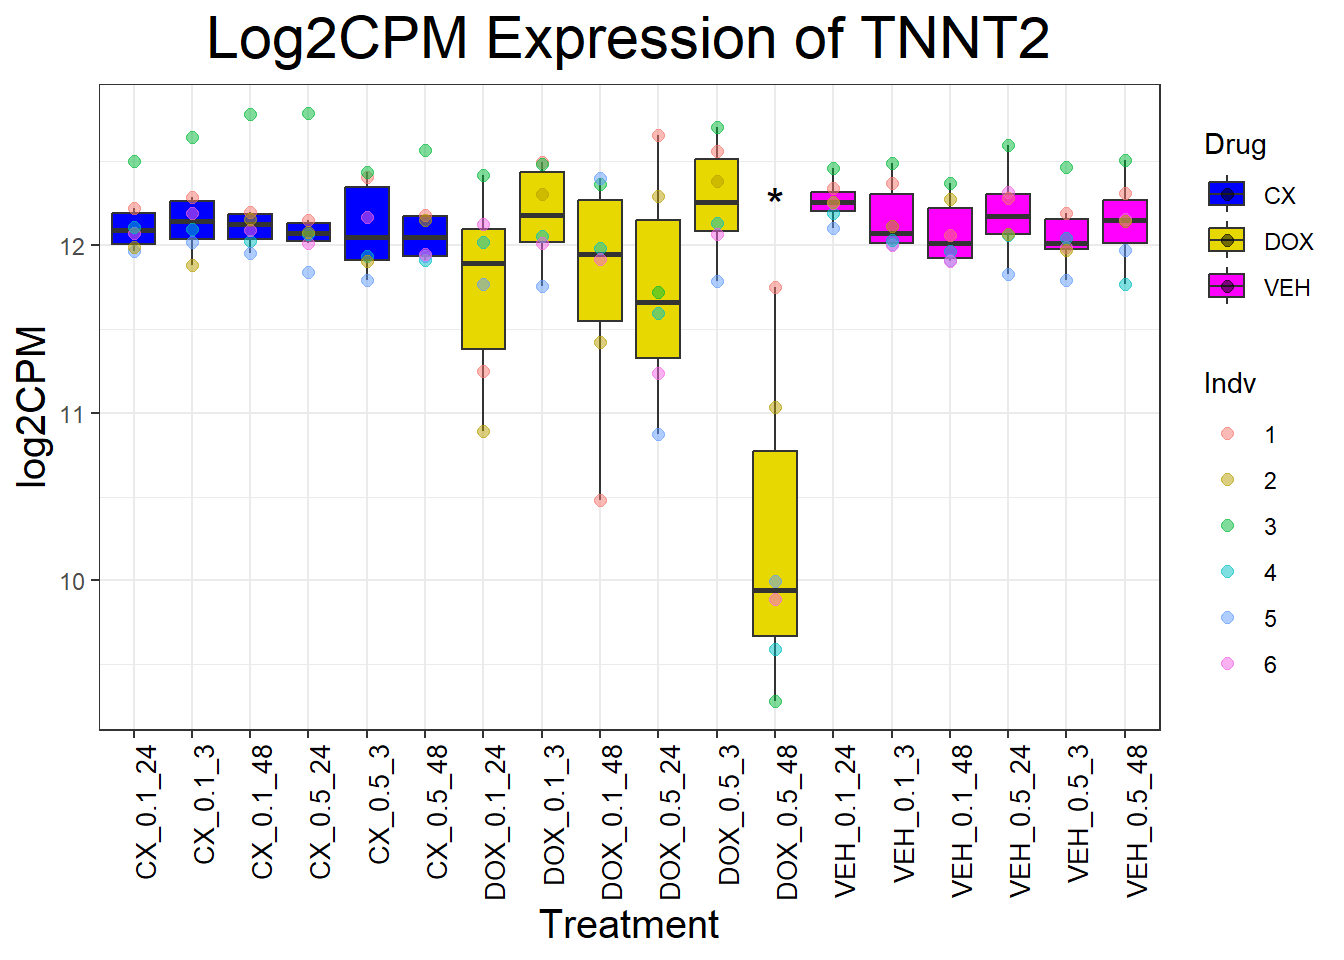 Log2CPM Expression of TNNT2
log2CPM
12
11
10
*
CX_0.1_24
CX_0.1_3
CX_0.1_48
CX_0.5_24
CX_0.5_3
CX_0.5_48
DOX_0.1_24
DOX_0.1_3
DOX_0.1_48
DOX_0.5_24
DOX_0.5_3
DOX_0.5_48
VEH_0.1_24
VEH_0.1_3
VEH_0.1_48
VEH_0.5_24
VEH_0.5_3
VEH_0.5_48
Treatment
Drug
CX
DOX
VEH
Indv
1
2
3
4
5
6